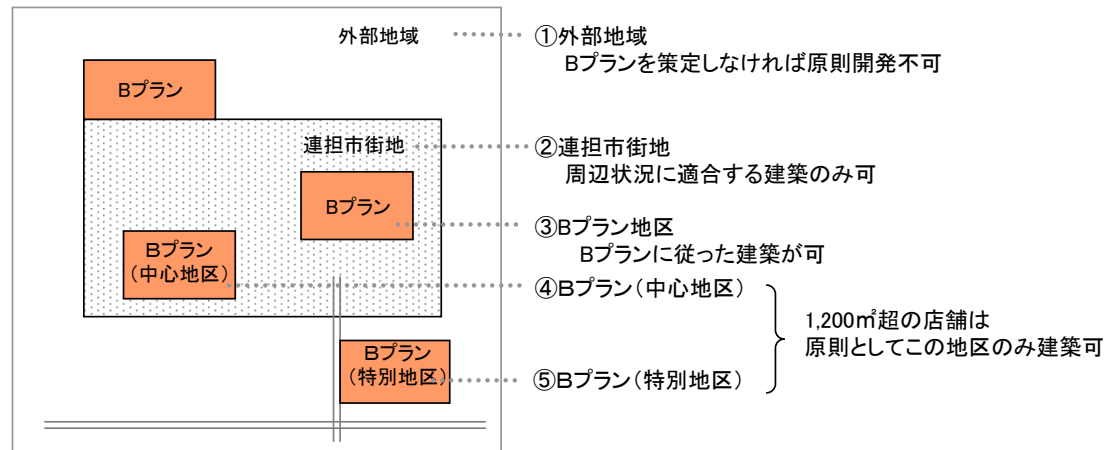 外部地域
Bプラン
連担市街地
Bプラン
Bプラン
(中心地区)
Bプラン
(特別地区)
①外部地域
Bプランを策定しなければ原則開発不可
②連担市街地
周辺状況に適合する建築のみ可
③Bプラン地区
Bプランに従った建築が可
④Bプラン(中心地区)
⑤Bプラン(特別地区)
1,200㎡超の店舗は
原則としてこの地区のみ建築可